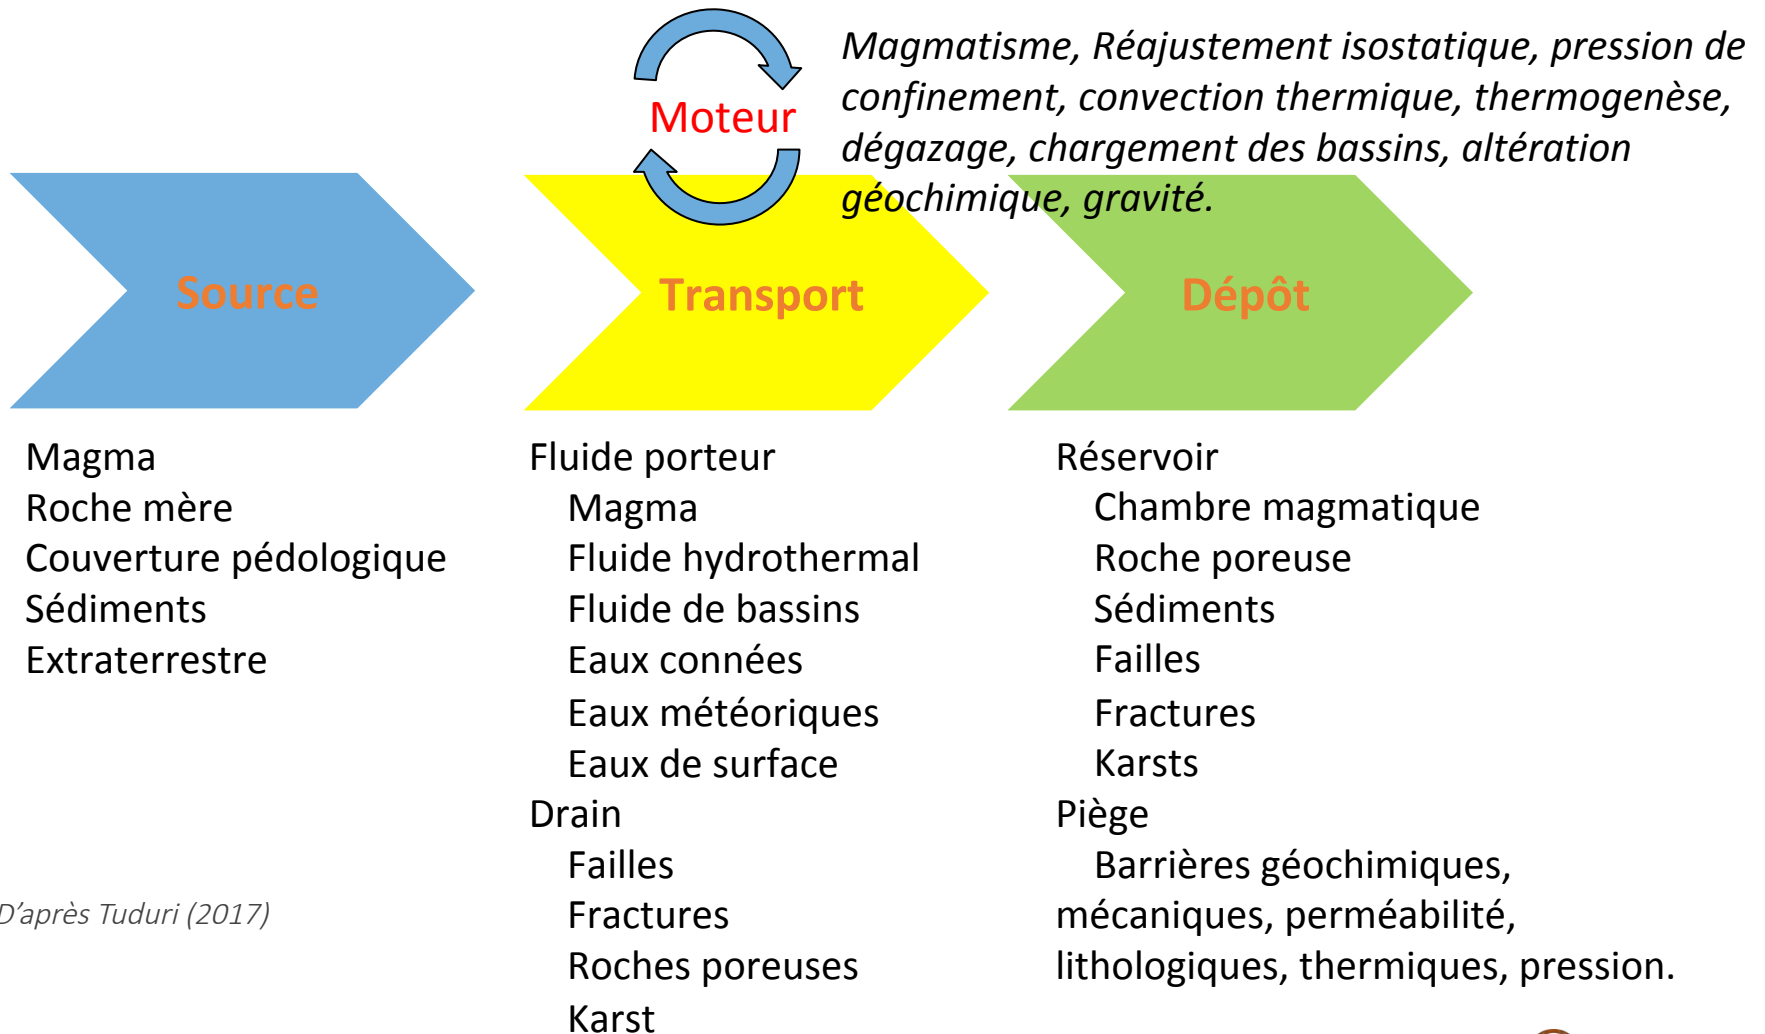 Moteur
Magmatisme, Réajustement isostatique, pression de
confinement, convection thermique, thermogenèse,
dégazage, chargement des bassins, altération
géochimique, gravité.
Source
Transport
Dépôt
Magma
Roche mère
Couverture pédologique
Sédiments
Extraterrestre
Fluide porteur
Magma
Fluide hydrothermal
Fluide de bassins
Eaux connées
Eaux météoriques
Eaux de surface
Drain
Failles
Fractures
Roches poreuses
Karst
Réservoir
Chambre magmatique
Roche poreuse
Sédiments
Failles
Fractures
Karsts
Piège
Barrières géochimiques,
mécaniques, perméabilité,
lithologiques, thermiques, pression.
D’après Tuduri (2017)